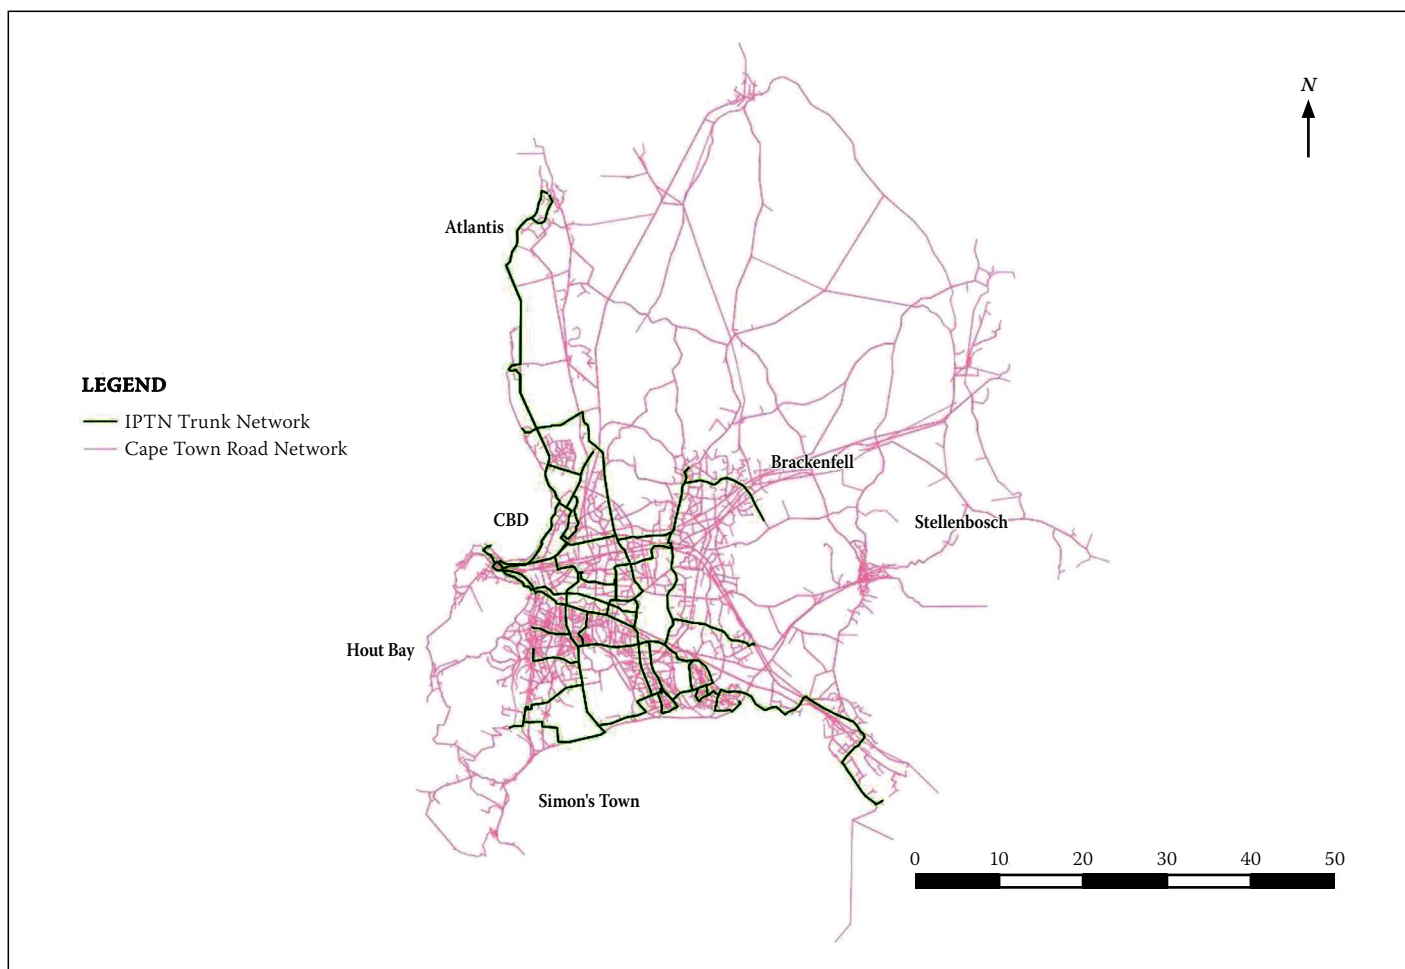 N
Atlantis
LEGEND
IPTN Trunk Network
Cape Town Road Network
Brackenfell
CBD
Stellenbosch
Hout Bay
Simon's Town
0 10 20 30 40 50